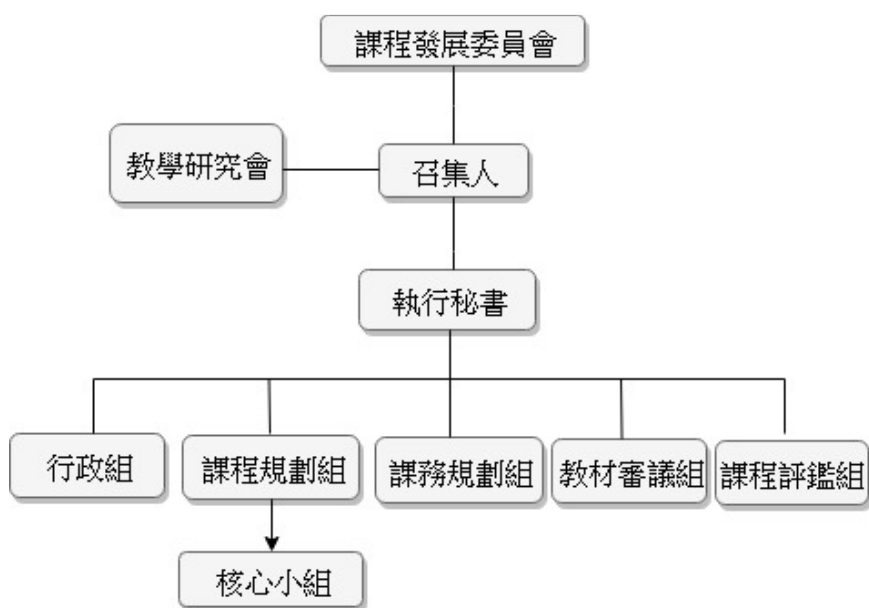 課程發展委員會
教學研究會
召集人
執行秘書
行政組
課程規劃組
課務規劃組
教材審議組
課程評鑑組
核心小組